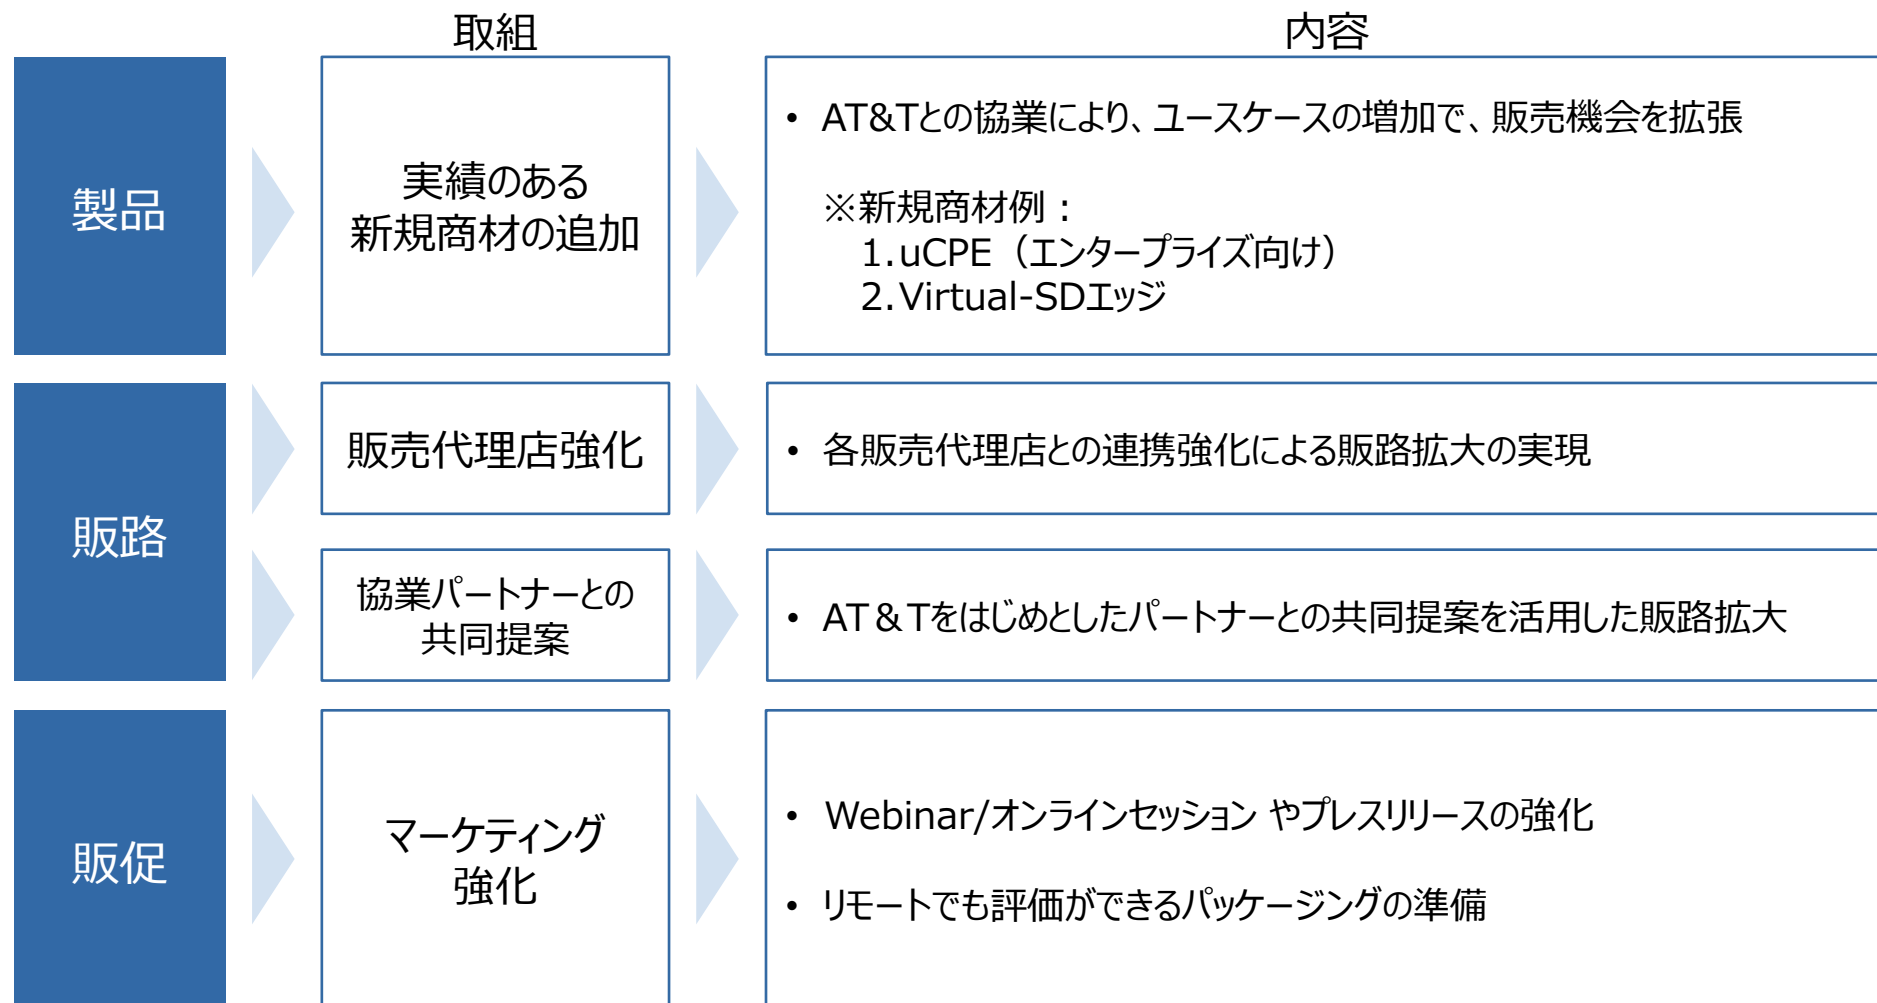 取組
内容
製品
実績のある
新規商材の追加
• AT&Tとの協業により、ユースケースの増加で、販売機会を拡張
※新規商材例：
1.uCPE（エンタープライズ向け）
2.Virtual-SDエッジ
販路
販売代理店強化
• 各販売代理店との連携強化による販路拡大の実現
協業パートナーとの
共同提案
• AT＆Tをはじめとしたパートナーとの共同提案を活用した販路拡大
販促
マーケティング
強化
• Webinar/オンラインセッション やプレスリリースの強化
• リモートでも評価ができるパッケージングの準備